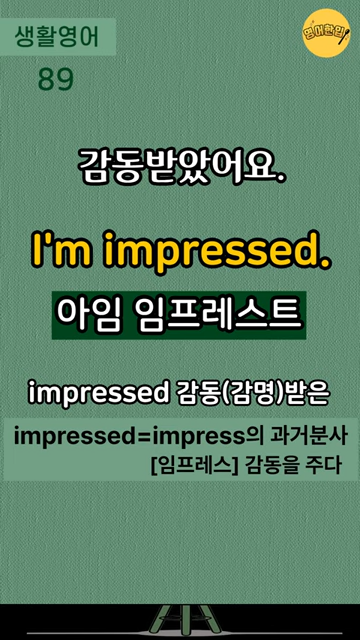 생활영어
영어한입
89
감동받았어요.
I'm impressed.
아임 임프레스트
impressed 감동(감명)받은
impressed=impress의 과거분사
[임프레스] 감동을 주다